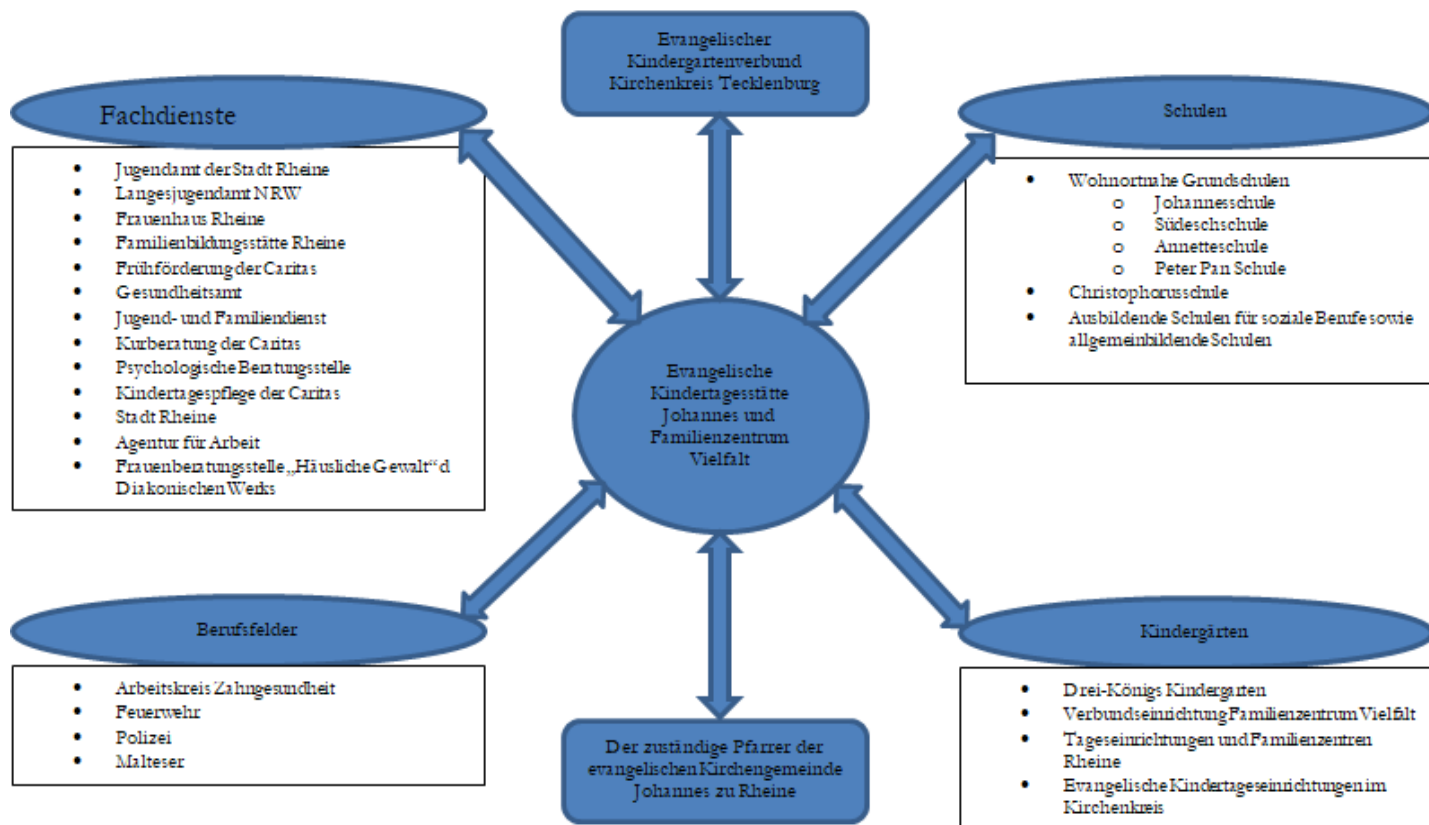 Evangelischer
Kindergartenverbund
Kirchenkreis Tecklenburg
Fachdienste
• Jugendamt der Stadt Rheine
• Langesjugendamt NRW
• Frauenhaus Rheine
• Familienbildungsstätte Rheine
• Frühförderung der Caritas
• Gesundheitsamt
• Jugend- und Familiendienst
• Kurberatung der Caritas
• Psychologische Beratungsstelle
• Kindertagespflege der Caritas
• Stadt Rheine
• Agentur für Arbeit
• Frauenberatungsstelle „Häusliche Gewalt“ d
Diakonischen Werks
Schulen
• Wohnortnahe Grundschulen
o Johannesschule
o Südeschschule
o Annetteschule
o Peter Pan Schule
• Christophorusschule
• Ausbildende Schulen für soziale Berufe sowie
allgemeinbildende Schulen
Evangelische
Kindertagesstätte
Johannes und
Familienzentrum
Vielfalt
Berufsfelder
• Arbeitskreis Zahngesundheit
• Feuerwehr
• Polizei
• Malteser
Der zuständige Pfarrer der
evangelischen Kirchengemeinde
Johannes zu Rheine
Kindergärten
• Drei-Königs Kindergarten
• Verbundseinrichtung Familienzentrum Vielfalt
• Tageseinrichtungen und Familienzentren
Rheine
• Evangelische Kindertageseinrichtungen im
Kirchenkreis